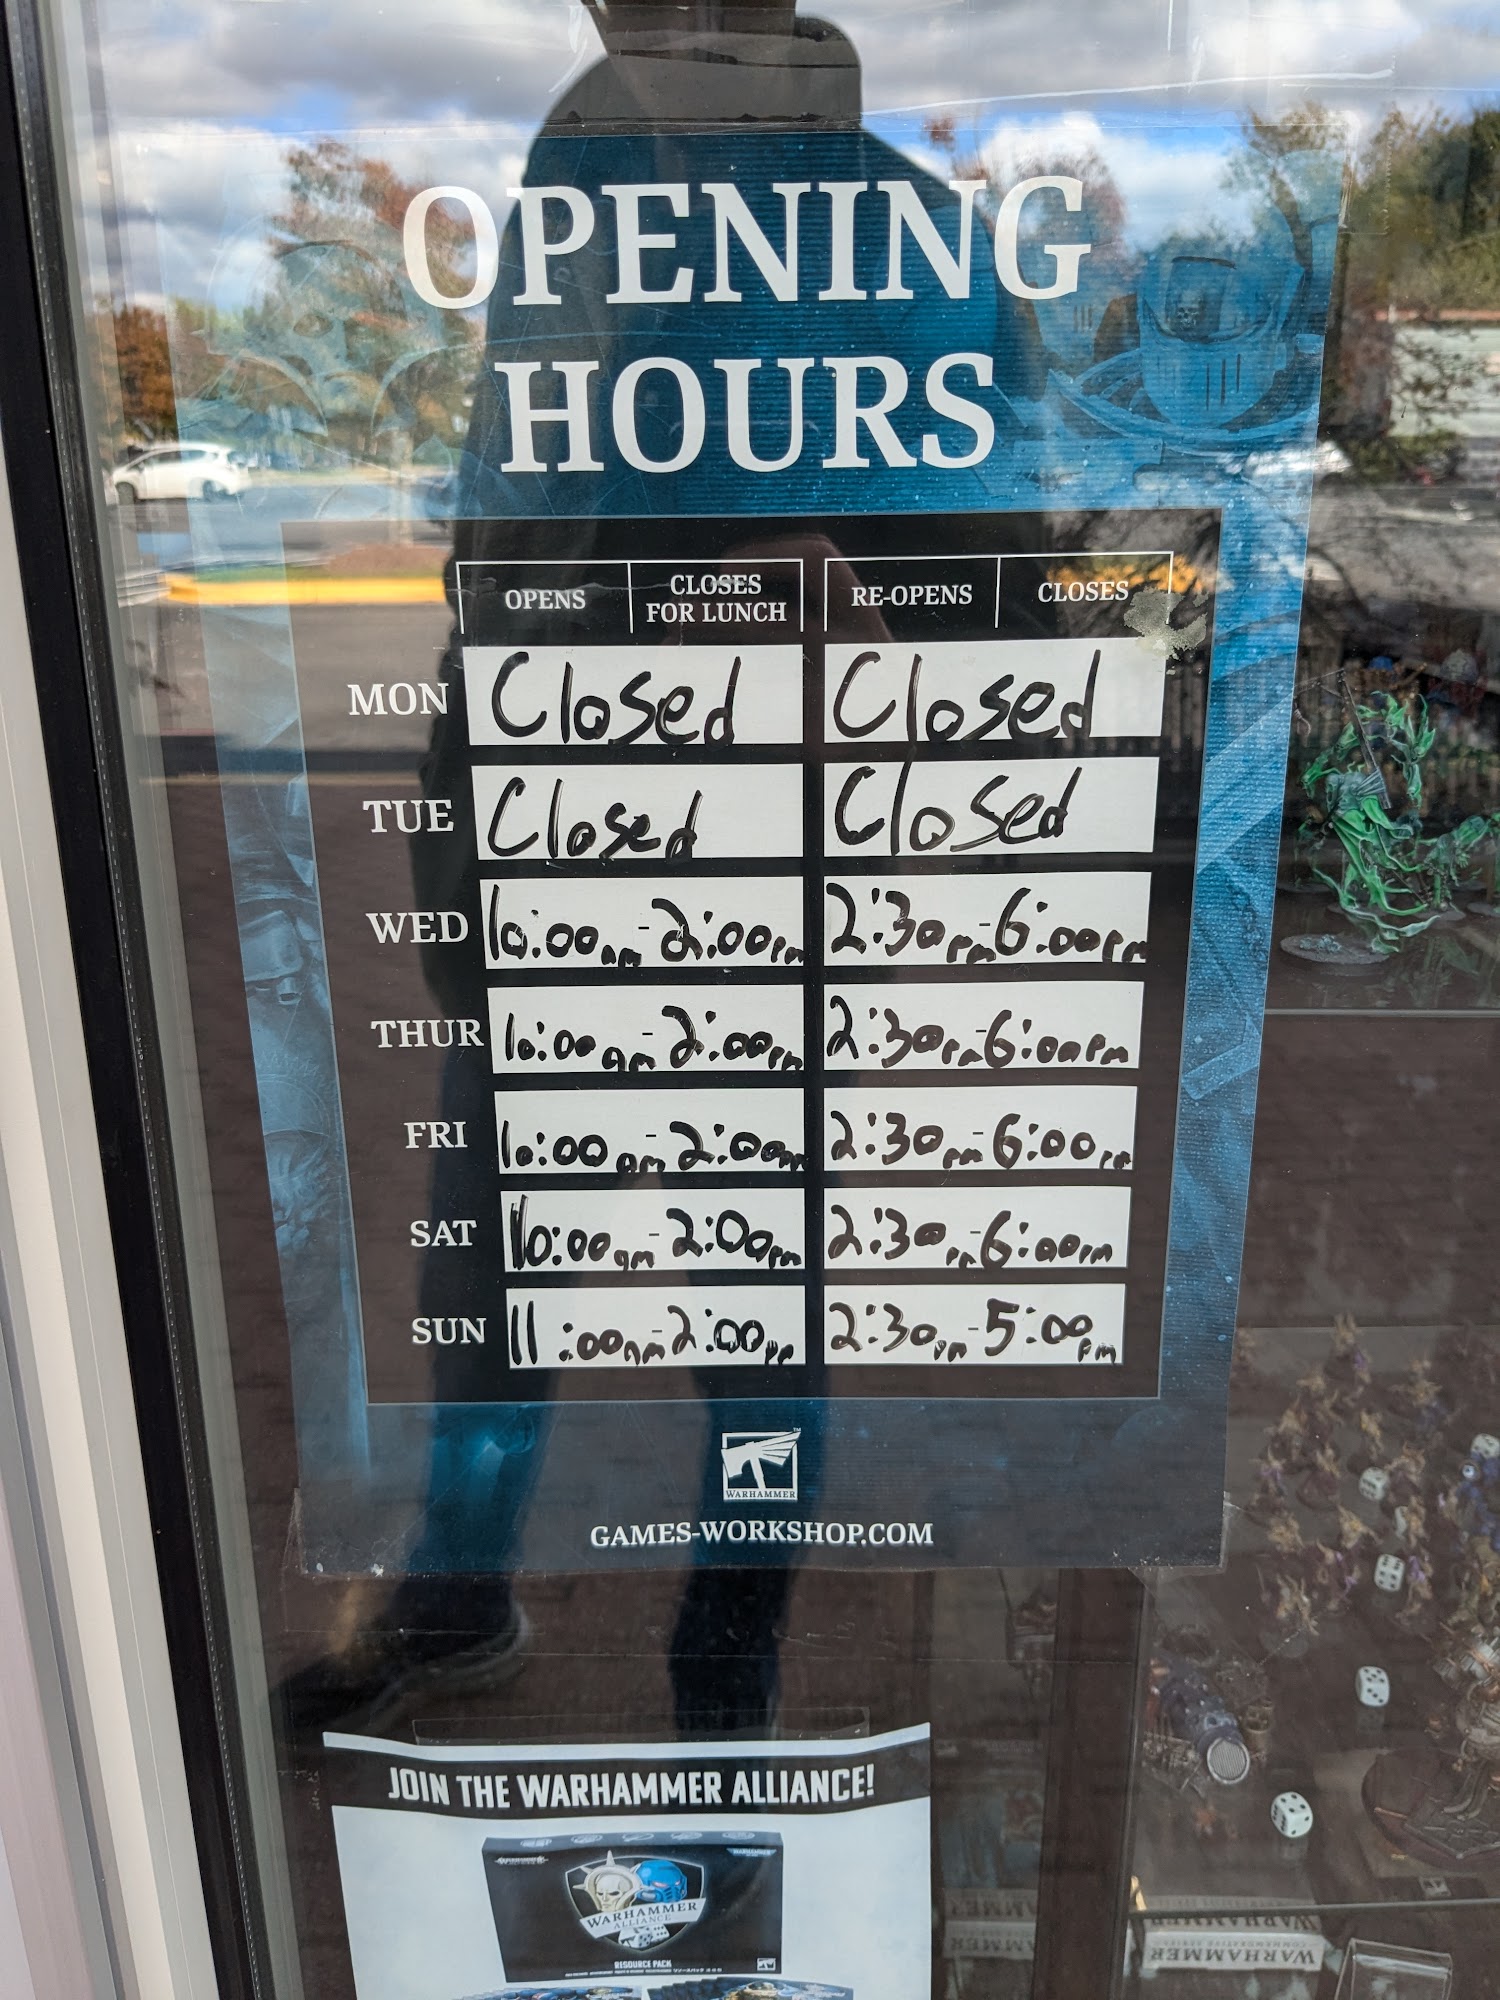 OPENING
HOURS
OPENS CLOSES FOR LUNCH RE-OPENS CLOSES
MON Closed Closed
TUE Closed Closed
WED 10:00am-2:00pm 2:30pm-6:00pm
THUR 10:00am-2:00pm 2:30pm-6:00pm
FRI 10:00am-2:00pm 2:30pm-6:00pm
SAT 10:00am-2:00pm 2:30pm-6:00pm
SUN 11:00am-2:00pm 2:30pm-5:00pm
WARHAMMER
GAMES-WORKSHOP.COM
JOIN THE WARHAMMER ALLIANCE!
WARHAMMER
ALLIANCE
RESOURCE PACK
WARHAMMER